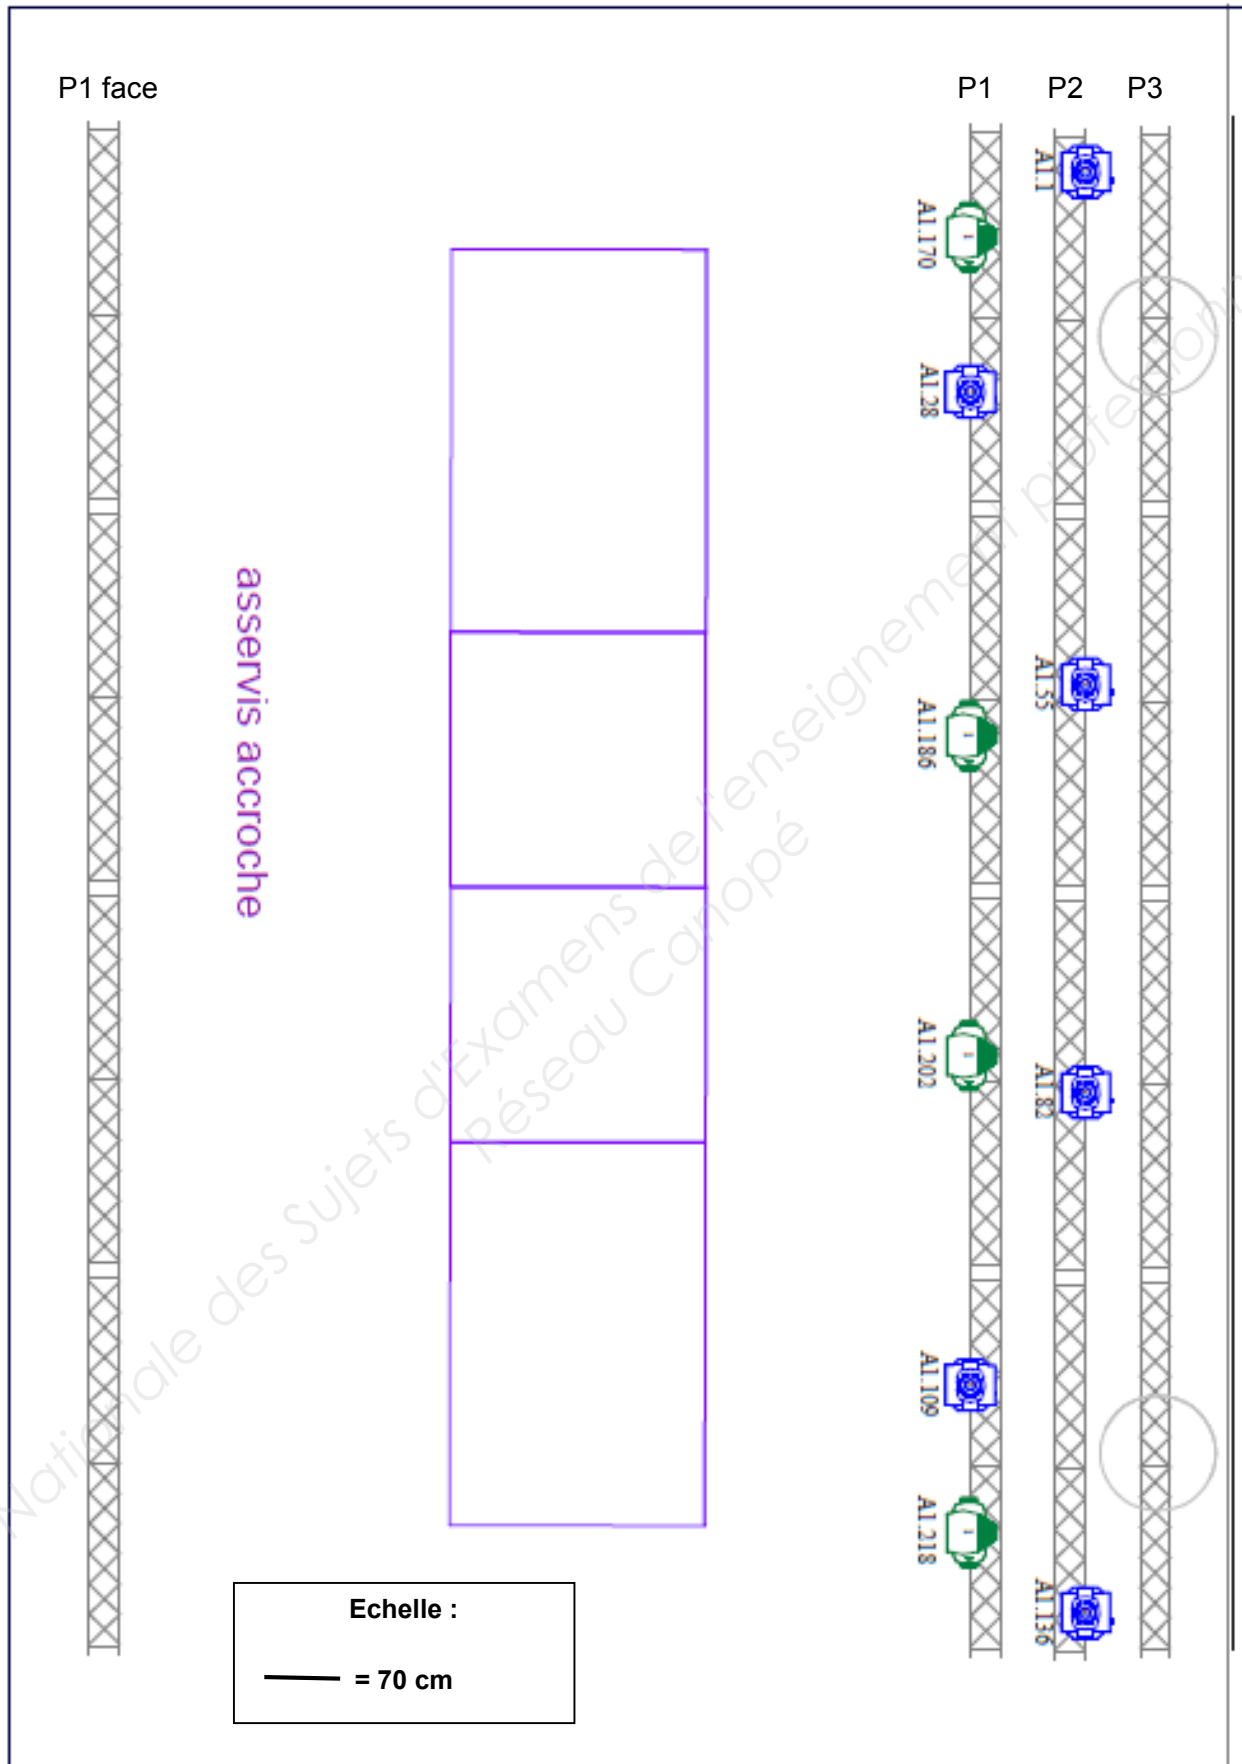 P1 face
P1
P2
P3
A1.1
A1.170
A1.28
A1.55
A1.186
A1.202
A1.82
A1.109
A1.218
A1.136
asservis accroche
Nationale des Sujets d'Examens de l'enseignement
Réseau Canopé
Echelle :
= 70 cm